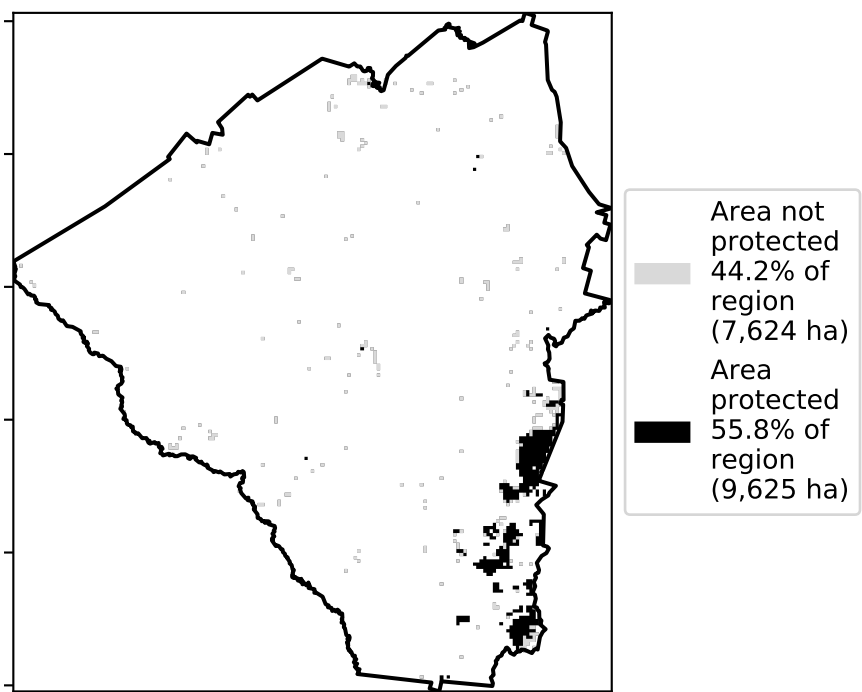 Area not
protected
44.2% of
region
(7,624 ha)
Area
protected
55.8% of
region
(9,625 ha)